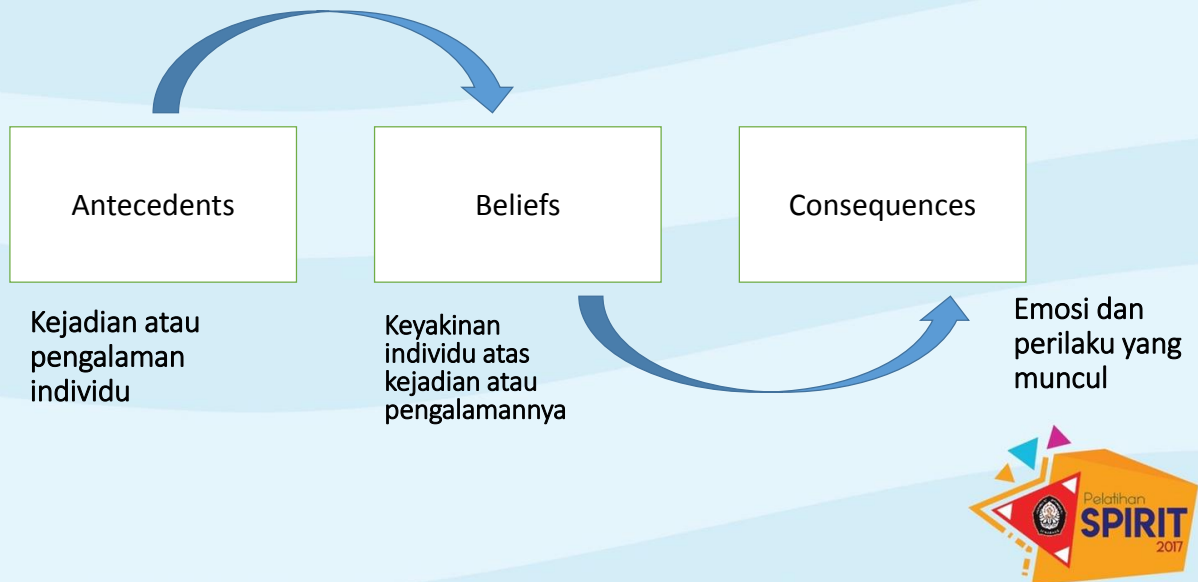 Antecedents
Beliefs
Consequences
Kejadian atau
pengalaman
individu
Keyakinan
individu atas
kejadian atau
pengalamannya
Emosi dan
perilaku yang
muncul
Pelatihan
SPIRIT
2017